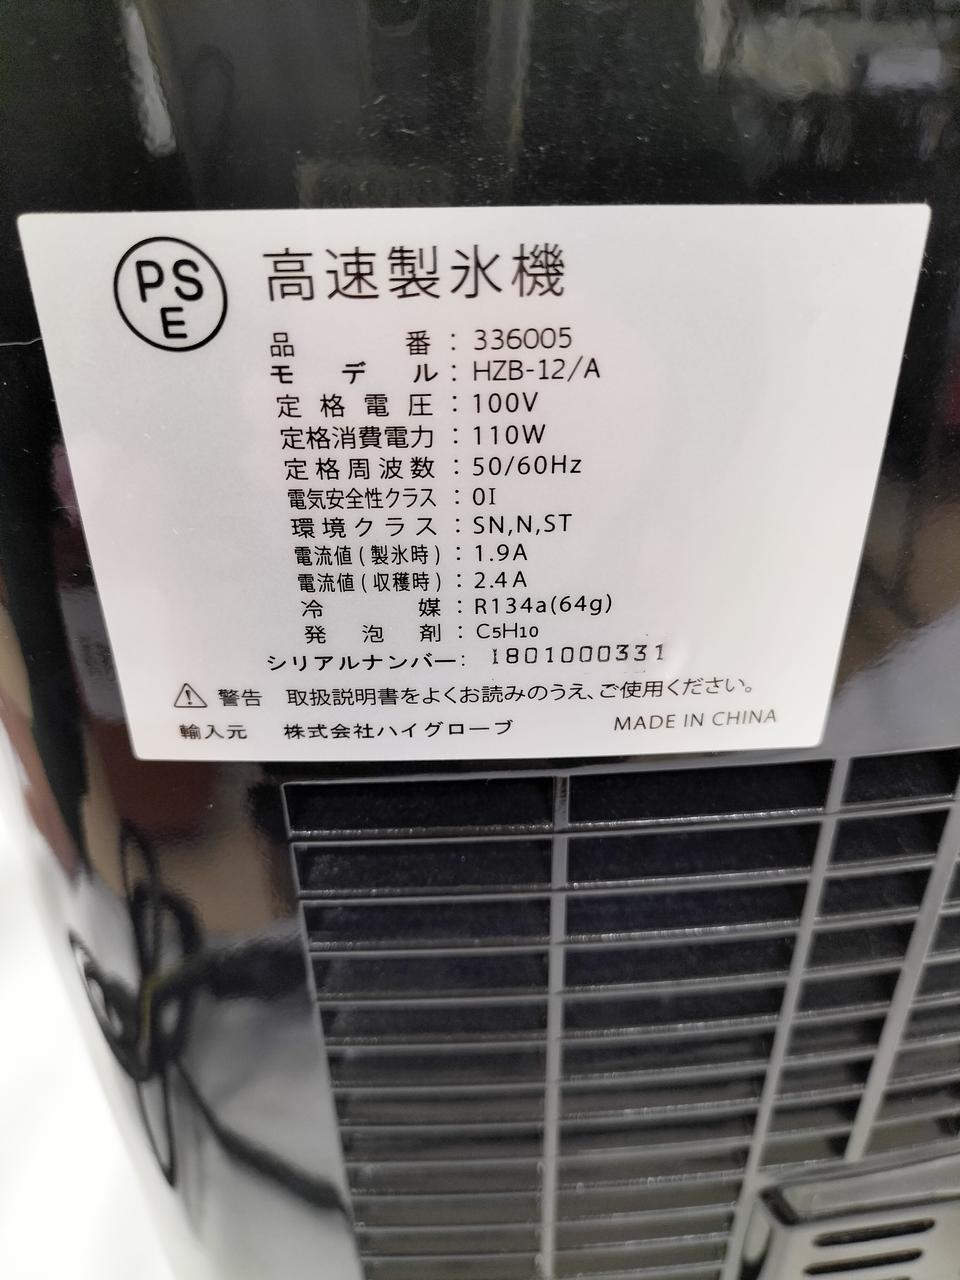 PS
E
高速製氷機
品番：336005
モデル：HZB-12/A
定格電圧：100V
定格消費電力：110W
定格周波数：50/60Hz
電気安全性クラス：0I
環境クラス：SN,N,ST
電流値(製氷時)：1.9A
電流値(収穫時)：2.4A
冷媒：R134a(64g)
発泡剤：C5H10
シリアルナンバー：I801000331
⚠警告 取扱説明書をよくお読みのうえ、ご使用ください。
輸入元 株式会社ハイグローブ MADE IN CHINA